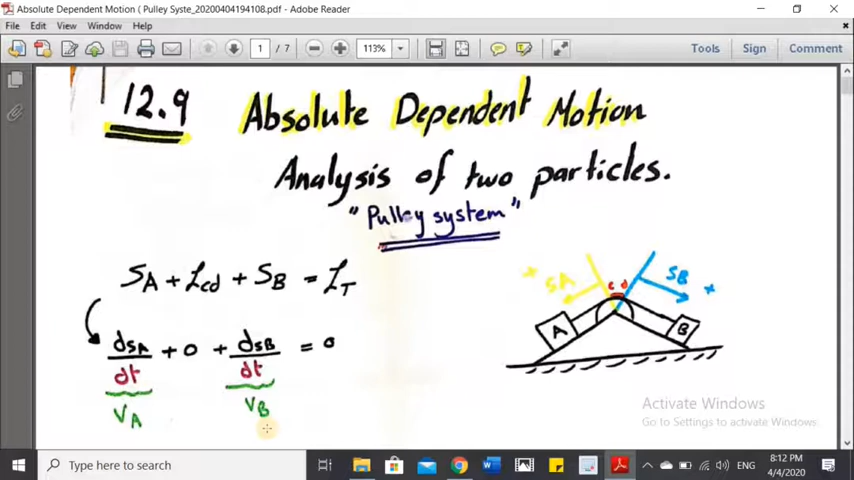 Absolute Dependent Motion ( Pulley Syste_20200404194108.pdf - Adobe Reader
File Edit View Window Help
1 / 7 113% Tools Sign Comment
12.9 Absolute Dependent Motion
Analysis of two particles.
"Pulley system"
SA + Lcd + SB = LT
+ SA c d SB +
A B
dSA + 0 + dSB = 0
dt dt
VA VB
Activate Windows
Go to Settings to activate Windows.
Type here to search
ENG
8:12 PM
4/4/2020